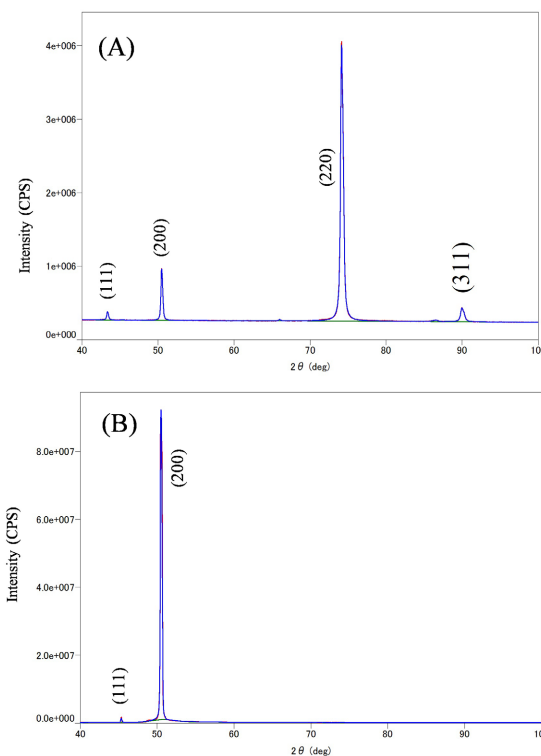 (A)
4e+006
3e+006
2e+006
1e+006
0e+000
Intensity (CPS)
(111)
(200)
(220)
(311)
40 50 60 70 80 90 100
2θ (deg)
(B)
8.0e+007
6.0e+007
4.0e+007
2.0e+007
0.0e+000
Intensity (CPS)
(111)
(200)
40 50 60 70 80 90 100
2θ (deg)